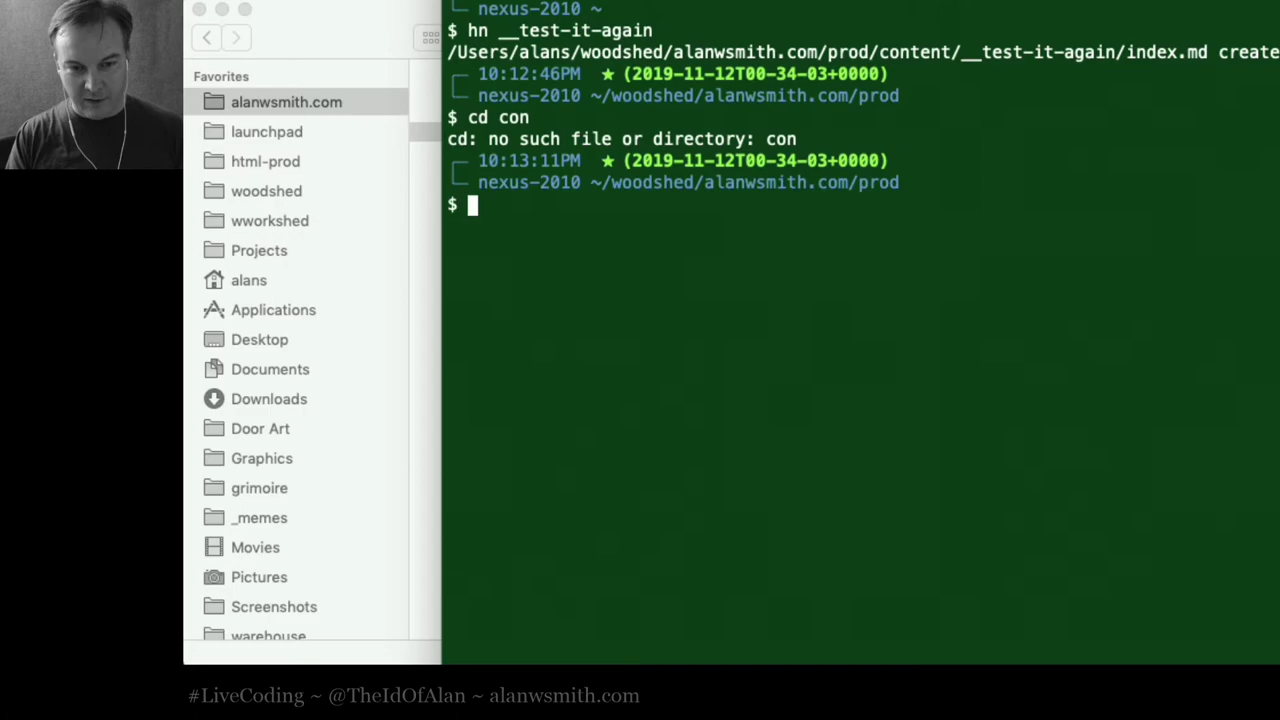 Favorites
alanwsmith.com
launchpad
html-prod
woodshed
wworkshed
Projects
alans
Applications
Desktop
Documents
Downloads
Door Art
Graphics
grimoire
_memes
Movies
Pictures
Screenshots
warehouse
nexus-2010 ~
$ hn __test-it-again
/Users/alans/woodshed/alanwsmith.com/prod/content/__test-it-again/index.md create
10:12:46PM ★ (2019-11-12T00-34-03+0000)
nexus-2010 ~/woodshed/alanwsmith.com/prod
$ cd con
cd: no such file or directory: con
10:13:11PM ★ (2019-11-12T00-34-03+0000)
nexus-2010 ~/woodshed/alanwsmith.com/prod
$
#LiveCoding ~ @TheIdOfAlan ~ alanwsmith.com